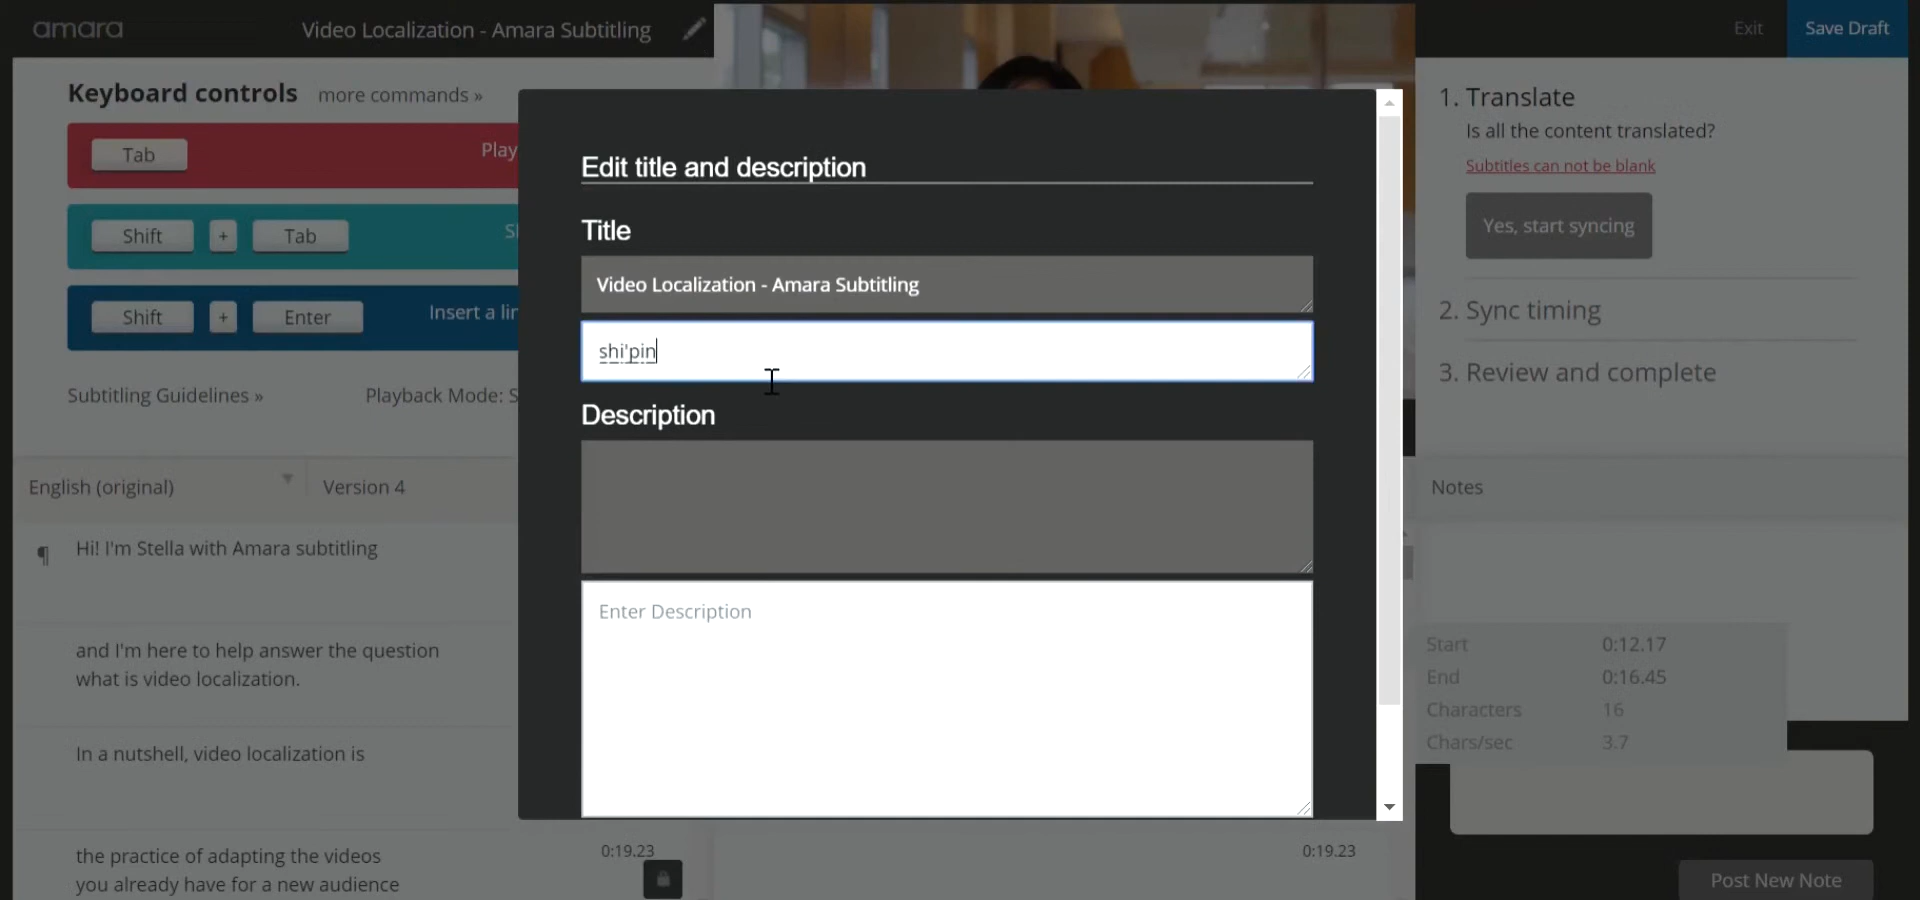 amara
Video Localization - Amara Subtitling
Exit
Save Draft
Keyboard controls
more commands »
Tab
Play
Shift
+
Tab
Shift
+
Enter
Insert a lin
Subtitling Guidelines »
Playback Mode: S
English (original)
Version 4
Hi! I'm Stella with Amara subtitling
and I'm here to help answer the question
what is video localization.
In a nutshell, video localization is
the practice of adapting the videos
you already have for a new audience
0:19.23
0:19.23
Edit title and description
Title
Video Localization - Amara Subtitling
shi'pin
Description
Enter Description
1. Translate
Is all the content translated?
Subtitles can not be blank
Yes, start syncing
2. Sync timing
3. Review and complete
Notes
Start 0:12.17
End 0:16.45
Characters 16
Chars/sec 3.7
Post New Note